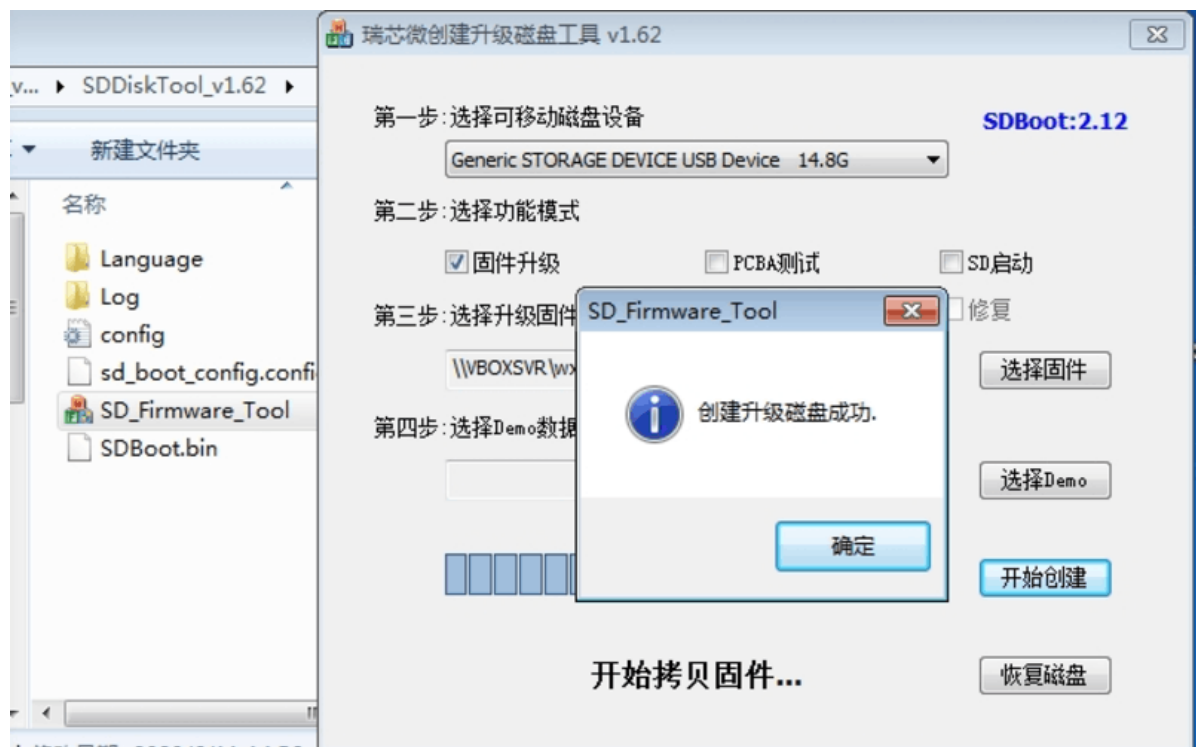 瑞芯微创建升级磁盘工具 v1.62
SDDiskTool_v1.62
新建文件夹
名称
Language
Log
config
sd_boot_config.confi
SD_Firmware_Tool
SDBoot.bin
第一步:选择可移动磁盘设备
SDBoot:2.12
Generic STORAGE DEVICE USB Device 14.8G
第二步:选择功能模式
固件升级 PCBA测试 SD启动
第三步:选择升级固件
修复
\\VBOXSVR\wx
选择固件
第四步:选择Demo数据
选择Demo
SD_Firmware_Tool
创建升级磁盘成功.
确定
开始创建
开始拷贝固件...
恢复磁盘